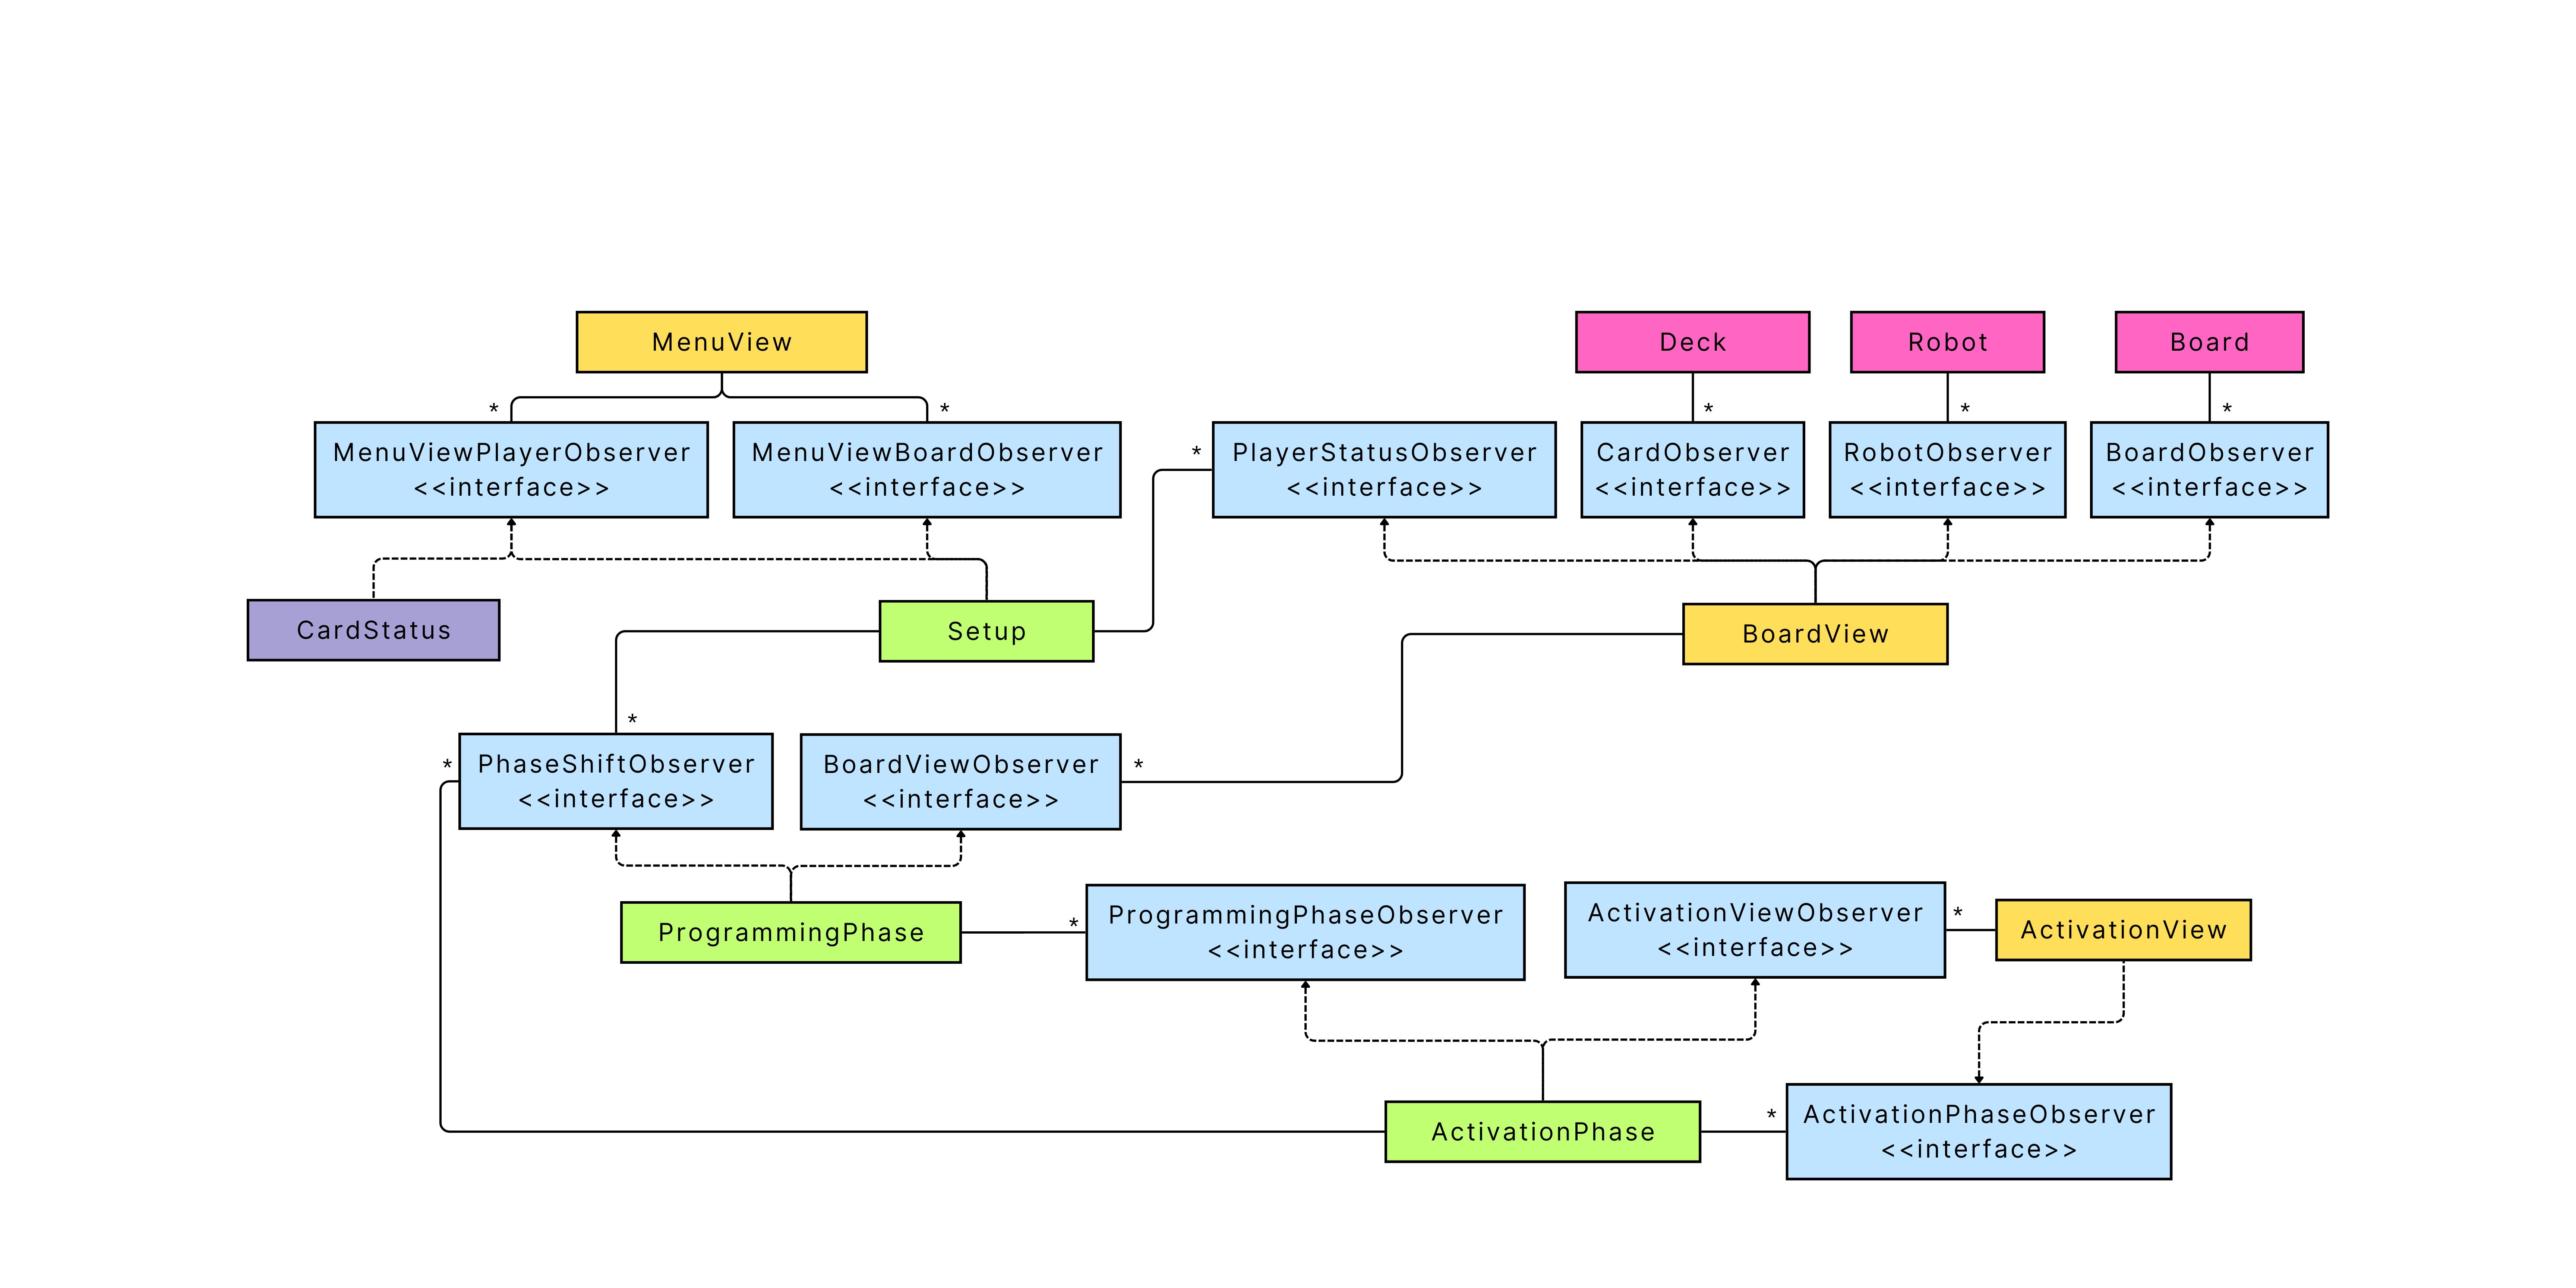 MenuView
Deck
Robot
Board
*
*
*
*
*
MenuViewPlayerObserver
<<interface>>
MenuViewBoardObserver
<<interface>>
*
PlayerStatusObserver
<<interface>>
CardObserver
<<interface>>
RobotObserver
<<interface>>
BoardObserver
<<interface>>
CardStatus
Setup
BoardView
*
*
PhaseShiftObserver
<<interface>>
BoardViewObserver
<<interface>>
*
ProgrammingPhase
*
ProgrammingPhaseObserver
<<interface>>
ActivationViewObserver
<<interface>>
*
ActivationView
ActivationPhase
*
ActivationPhaseObserver
<<interface>>